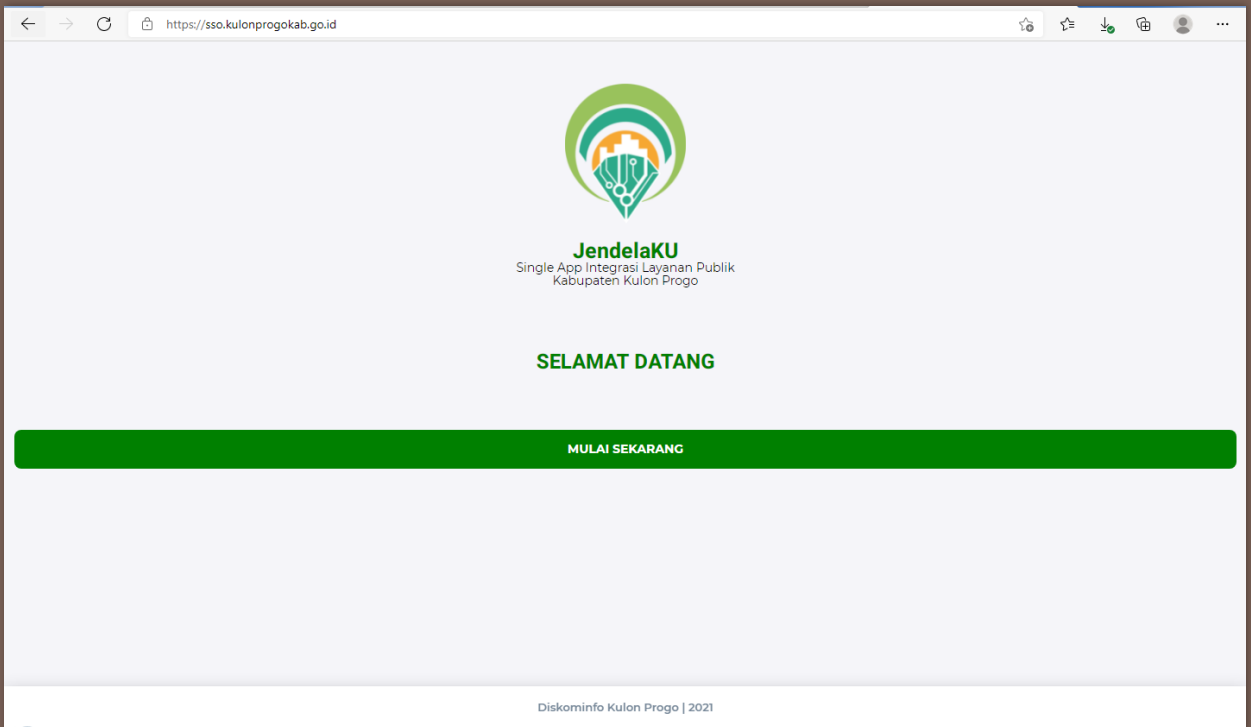 https://sso.kulonprogokab.go.id
JendelaKU
Single App Integrasi Layanan Publik
Kabupaten Kulon Progo
SELAMAT DATANG
MULAI SEKARANG
Diskominfo Kulon Progo | 2021